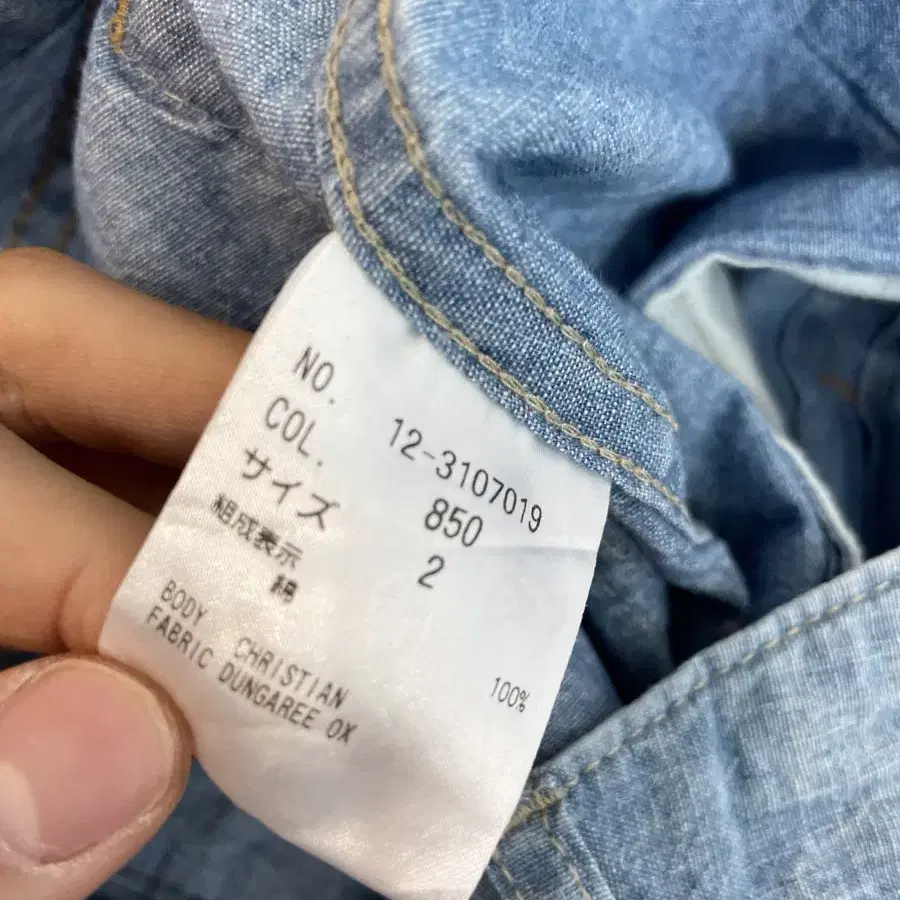 NO. 12-3107019
COL. 850
サイズ 2
組成表示
綿 100%
BODY CHRISTIAN
FABRIC DUNGAREE OX